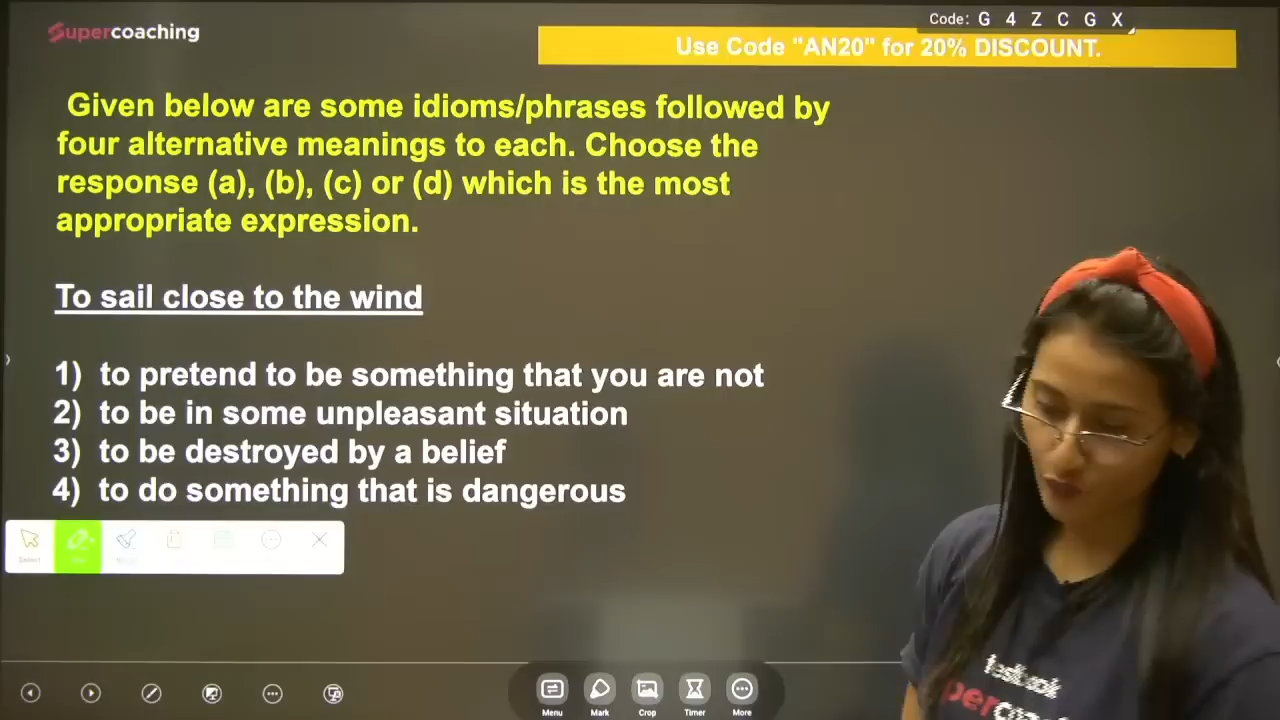 Supercoaching
Code: G 4 Z C G X
Use Code "AN20" for 20% DISCOUNT.
Given below are some idioms/phrases followed by
four alternative meanings to each. Choose the
response (a), (b), (c) or (d) which is the most
appropriate expression.
To sail close to the wind
1) to pretend to be something that you are not
2) to be in some unpleasant situation
3) to be destroyed by a belief
4) to do something that is dangerous
Select
Menu Mark Crop Timer More
testbook